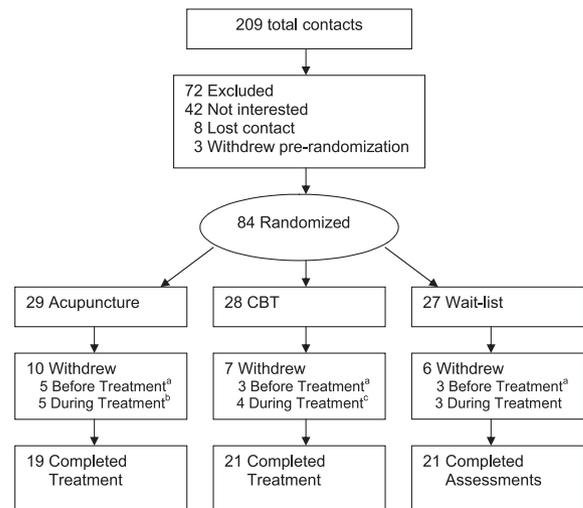 209 total contacts
72 Excluded
42 Not interested
8 Lost contact
3 Withdrew pre-randomization
84 Randomized
29 Acupuncture
28 CBT
27 Wait-list
10 Withdrew
5 Before Treatmentᵃ
5 During Treatmentᵇ
7 Withdrew
3 Before Treatmentᵃ
4 During Treatmentᶜ
6 Withdrew
3 Before Treatmentᵃ
3 During Treatment
19 Completed
Treatment
21 Completed
Treatment
21 Completed
Assessments